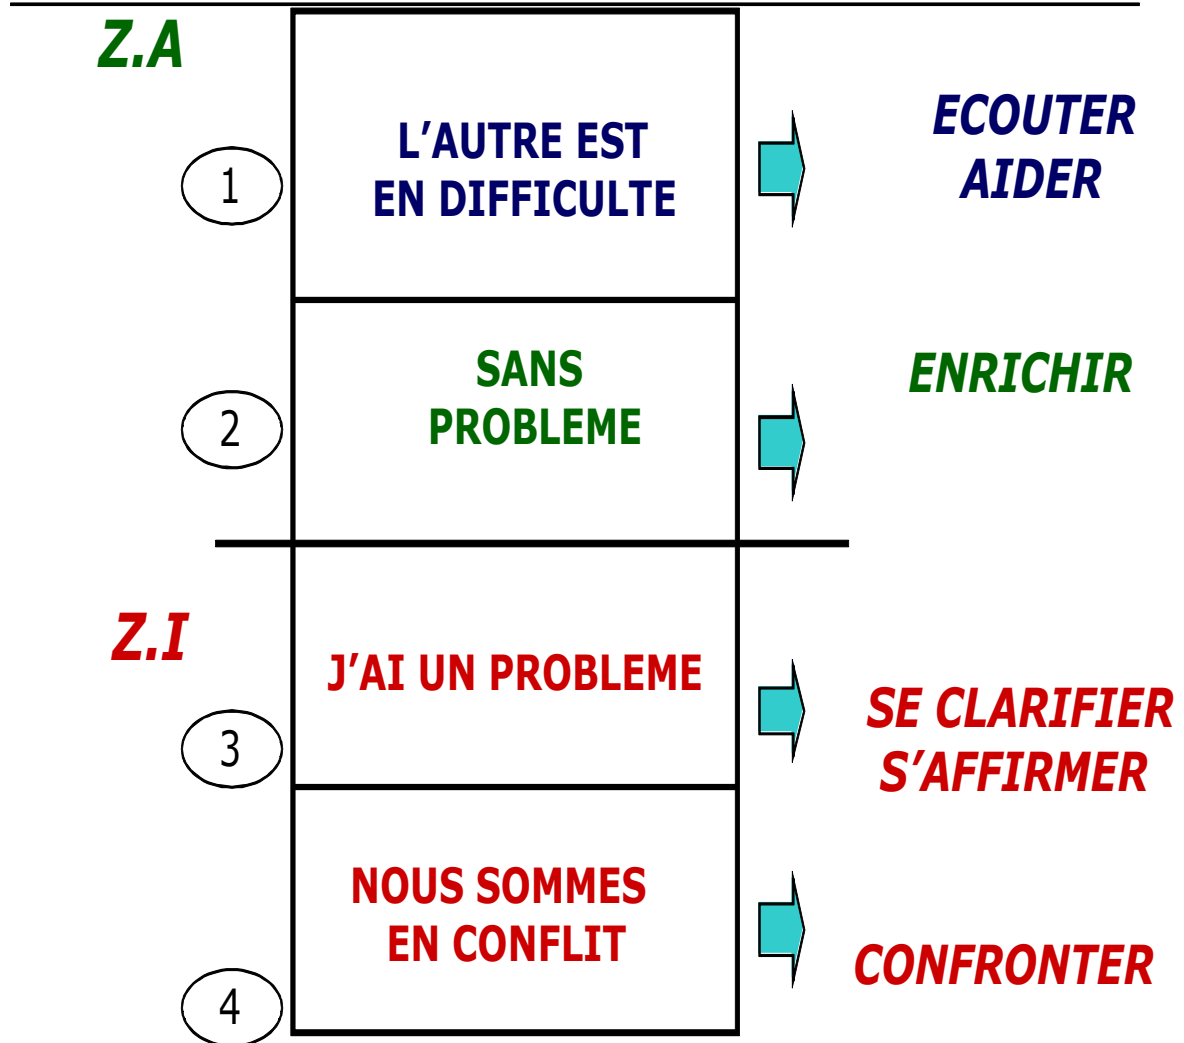 Z.A
1
L’AUTRE EST
EN DIFFICULTE
ECOUTER
AIDER
2
SANS
PROBLEME
ENRICHIR
Z.I
3
J’AI UN PROBLEME
SE CLARIFIER
S’AFFIRMER
4
NOUS SOMMES
EN CONFLIT
CONFRONTER